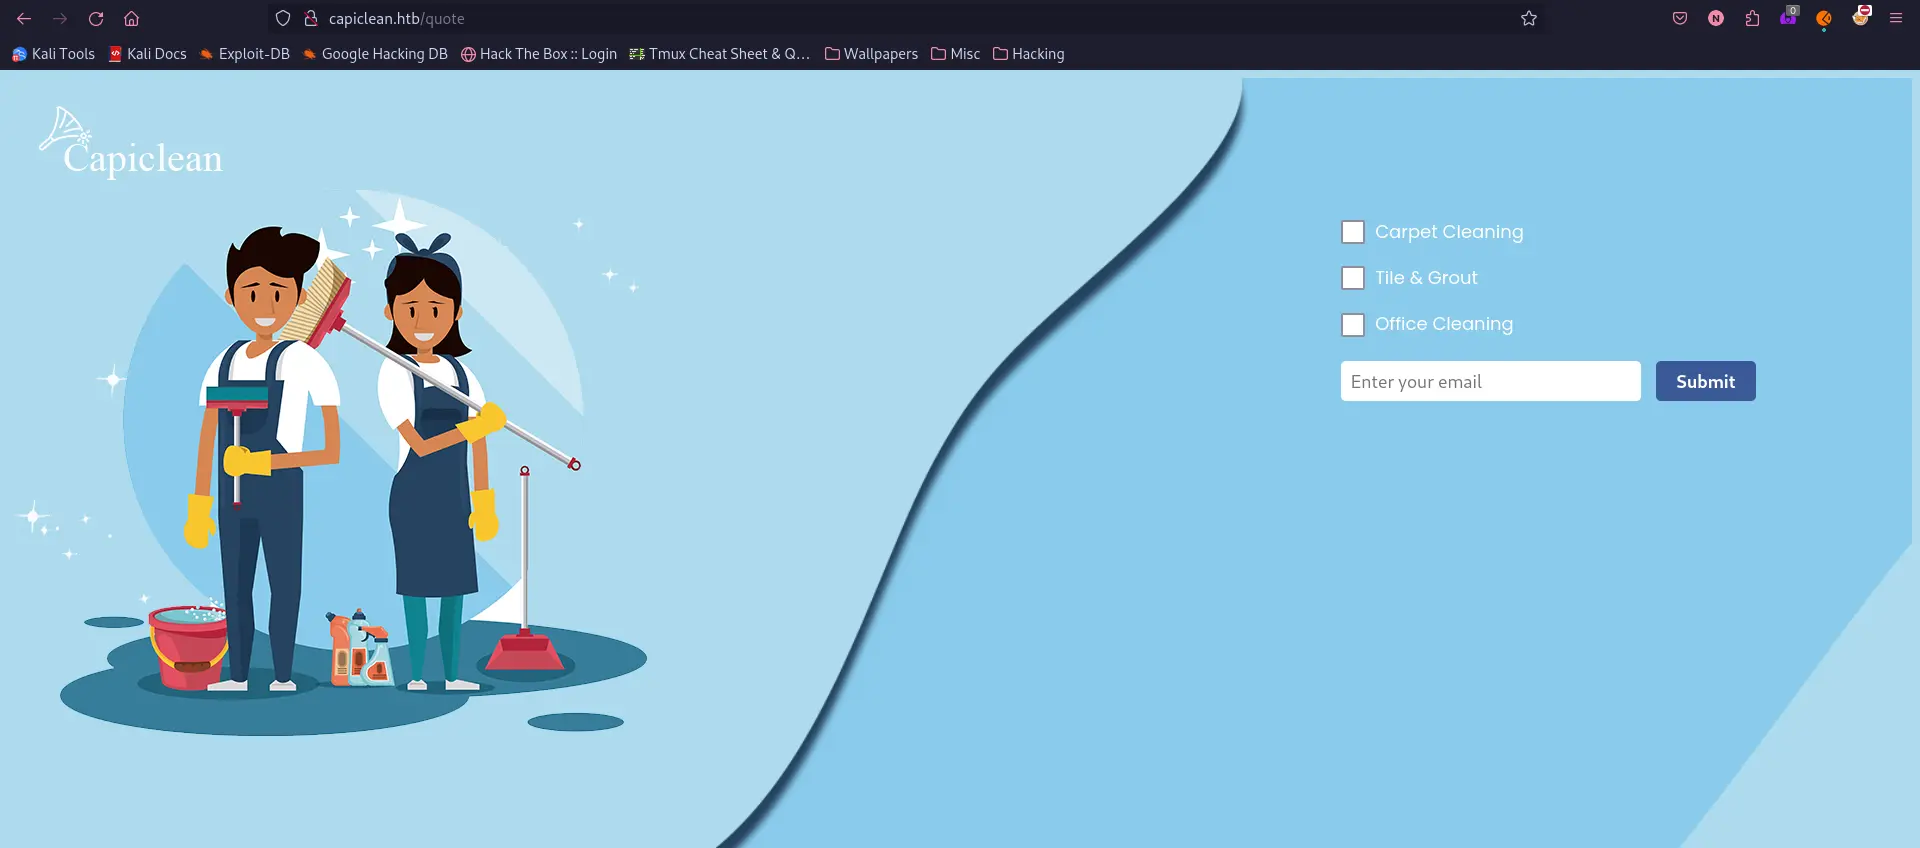 capiclean.htb/quote
0
N
Kali Tools Kali Docs Exploit-DB Google Hacking DB Hack The Box :: Login Tmux Cheat Sheet & Q... Wallpapers Misc Hacking
Capiclean
Carpet Cleaning
Tile & Grout
Office Cleaning
Enter your email Submit